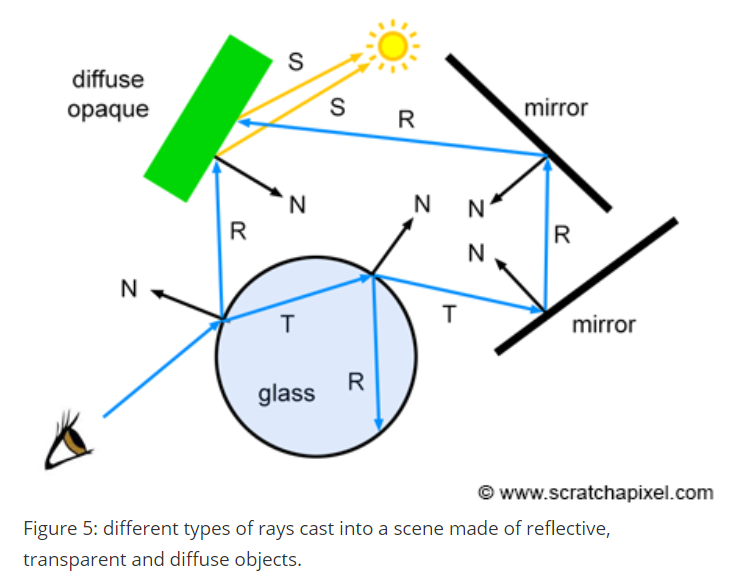 S
diffuse
opaque
mirror
S
R
N
N
N
R
R
N
N
T
T
mirror
R
glass
© www.scratchapixel.com
Figure 5: different types of rays cast into a scene made of reflective,
transparent and diffuse objects.